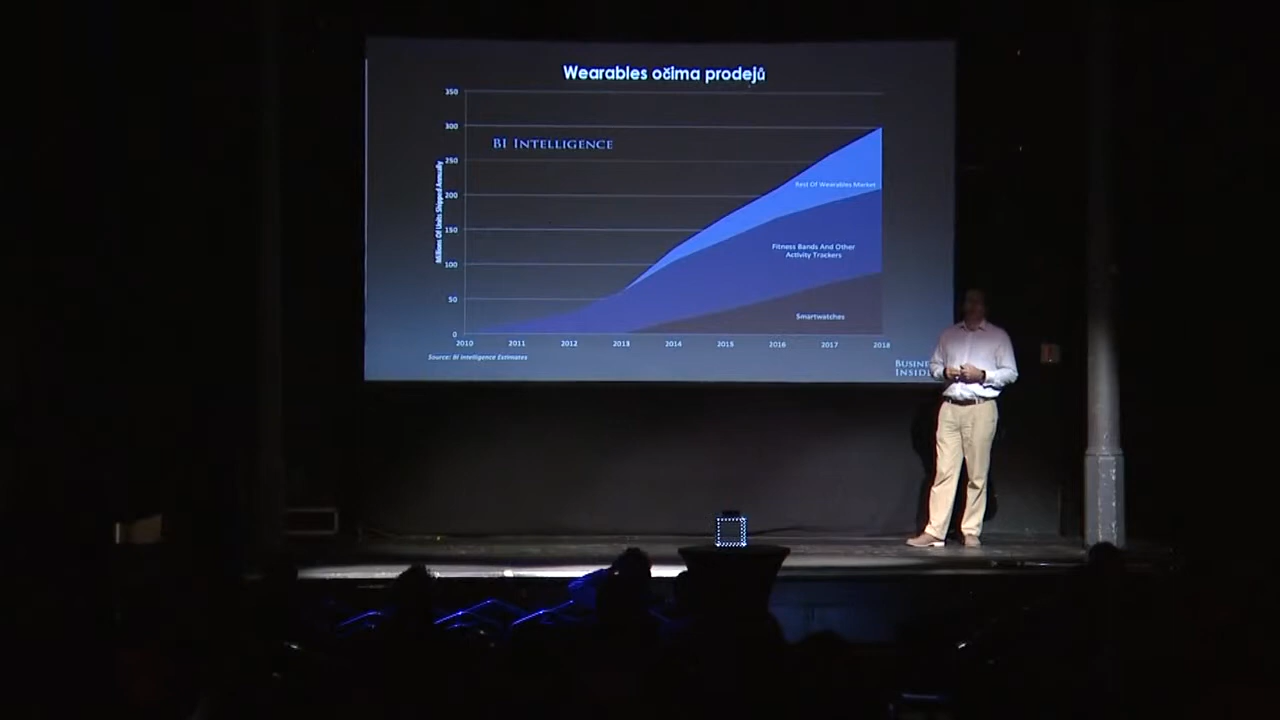 Wearables očima prodejů
350
300
250
200
150
100
50
0
Millions Of Units Shipped Annually
BI INTELLIGENCE
Rest Of Wearables Market
Fitness Bands And Other
Activity Trackers
Smartwatches
2010 2011 2012 2013 2014 2015 2016 2017 2018
Source: BI Intelligence Estimates